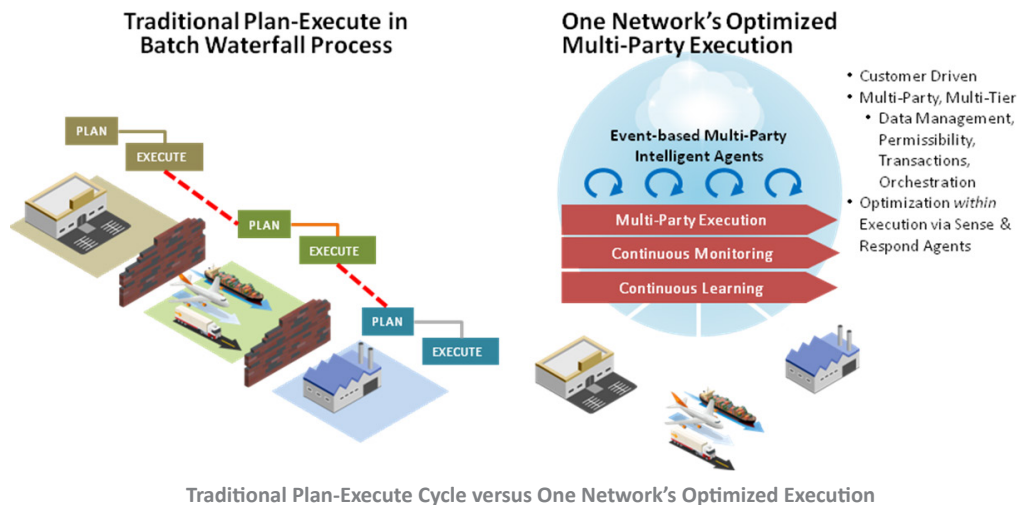 Traditional Plan-Execute in
Batch Waterfall Process
PLAN
EXECUTE
PLAN
EXECUTE
PLAN
EXECUTE
One Network's Optimized
Multi-Party Execution
Event-based Multi-Party
Intelligent Agents
Multi-Party Execution
Continuous Monitoring
Continuous Learning
• Customer Driven
• Multi-Party, Multi-Tier
• Data Management,
Permissibility,
Transactions,
Orchestration
• Optimization within
Execution via Sense &
Respond Agents
Traditional Plan-Execute Cycle versus One Network's Optimized Execution